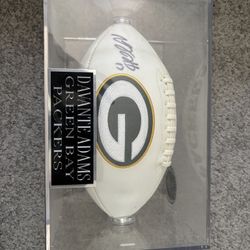 DAVANTE ADAMS
GREEN BAY
PACKERS
G